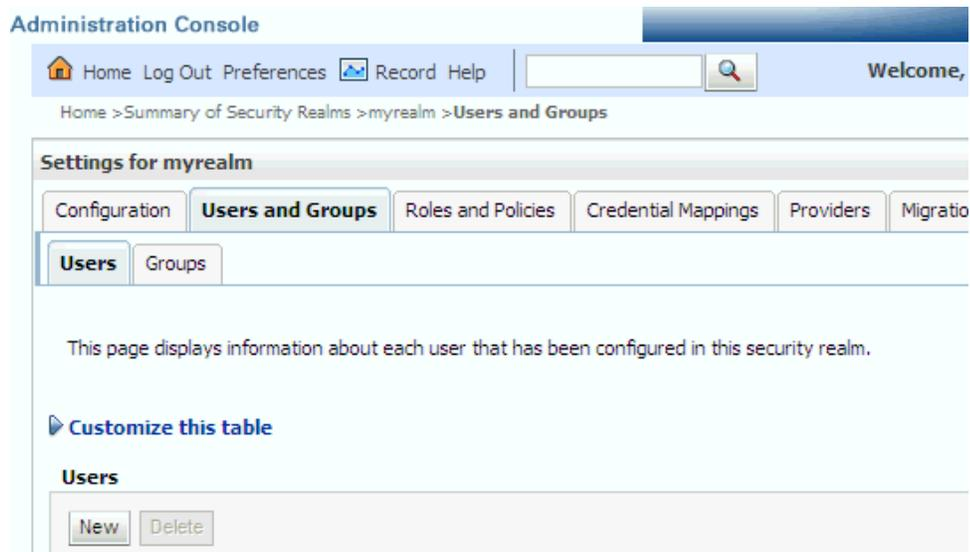 Administration Console
Home Log Out Preferences Record Help
Welcome,
Home >Summary of Security Realms >myrealm >Users and Groups
Settings for myrealm
Configuration Users and Groups Roles and Policies Credential Mappings Providers Migratio
Users Groups
This page displays information about each user that has been configured in this security realm.
Customize this table
Users
New Delete